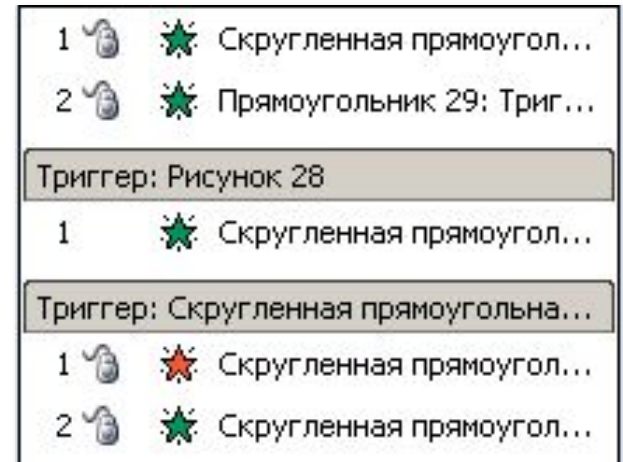 1 Скругленная прямоугол...
2 Прямоугольник 29: Триг...
Триггер: Рисунок 28
1 Скругленная прямоугол...
Триггер: Скругленная прямоугольна...
1 Скругленная прямоугол...
2 Скругленная прямоугол...